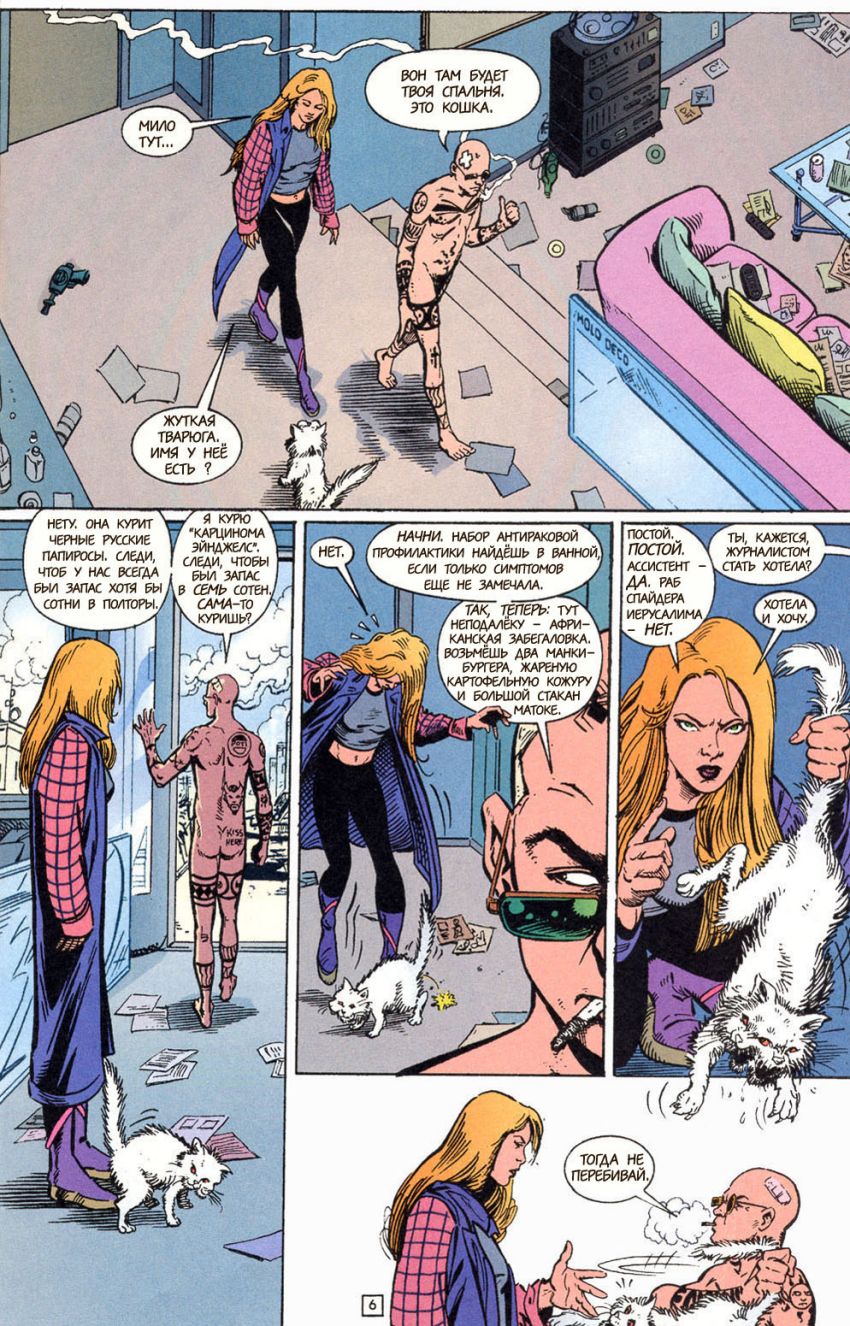 МИЛО
ТУТ...
ВОН ТАМ БУДЕТ
ТВОЯ СПАЛЬНЯ.
ЭТО КОШКА.
ЖУТКАЯ
ТВАРЮГА.
ИМЯ У НЕЁ
ЕСТЬ ?
HOLO DECO
НЕТУ. ОНА КУРИТ
ЧЕРНЫЕ РУССКИЕ
ПАПИРОСЫ. СЛЕДИ,
ЧТОБ У НАС ВСЕГДА
БЫЛ ЗАПАС ХОТЯ БЫ
СОТНИ В ПОЛТОРЫ.
Я КУРЮ
"КАРЦИНОМА
ЭЙНДЖЕЛС".
СЛЕДИ, ЧТОБЫ
БЫЛ ЗАПАС
В СЕМЬ СОТЕН.
САМА-ТО
КУРИШЬ?
KISS
HERE
НЕТ.
НАЧНИ. НАБОР АНТИРАКОВОЙ
ПРОФИЛАКТИКИ НАЙДЁШЬ В ВАННОЙ,
ЕСЛИ ТОЛЬКО СИМПТОМОВ
ЕЩЕ НЕ ЗАМЕЧАЛА.
ТАК, ТЕПЕРЬ: ТУТ
НЕПОДАЛЁКУ – АФРИ-
КАНСКАЯ ЗАБЕГАЛОВКА.
ВОЗЬМЁШЬ ДВА МАНКИ-
БУРГЕРА, ЖАРЕНУЮ
КАРТОФЕЛЬНУЮ КОЖУРУ
И БОЛЬШОЙ СТАКАН
МАТОКЕ.
ПОСТОЙ.
ПОСТОЙ.
АССИСТЕНТ –
ДА. РАБ
СПАЙДЕРА
ИЕРУСАЛИМА
– НЕТ.
ТЫ, КАЖЕТСЯ,
ЖУРНАЛИСТОМ
СТАТЬ ХОТЕЛА?
ХОТЕЛА
И ХОЧУ.
ТОГДА НЕ
ПЕРЕБИВАЙ.
6